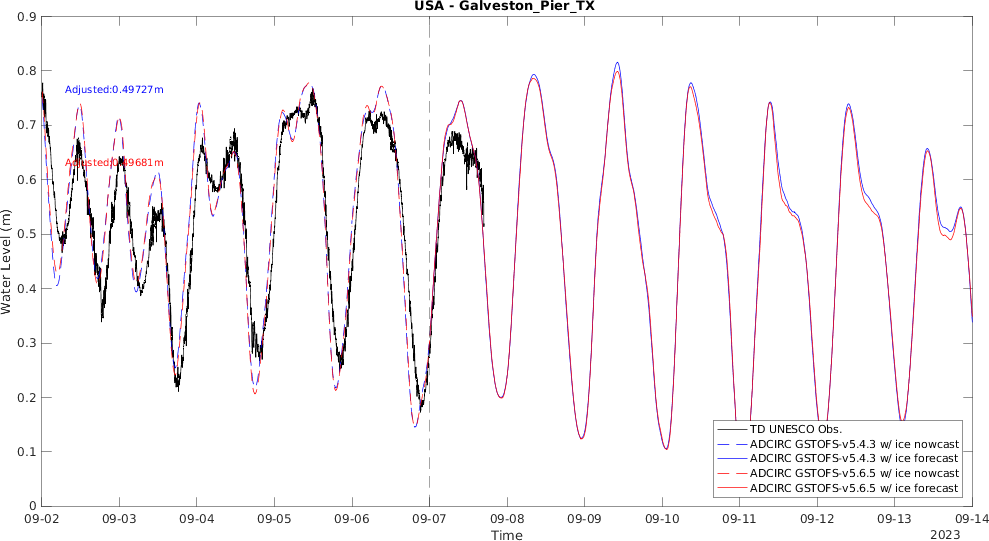 USA - Galveston_Pier_TX
0.9
0.8
0.7
0.6
0.5
0.4
0.3
0.2
0.1
0
Water Level (m)
Adjusted:0.49727m
Adjusted:0.49681m
TD UNESCO Obs.
ADCIRC GSTOFS-v5.4.3 w/ ice nowcast
ADCIRC GSTOFS-v5.4.3 w/ ice forecast
ADCIRC GSTOFS-v5.6.5 w/ ice nowcast
ADCIRC GSTOFS-v5.6.5 w/ ice forecast
09-02 09-03 09-04 09-05 09-06 09-07 09-08 09-09 09-10 09-11 09-12 09-13 09-14
Time
2023